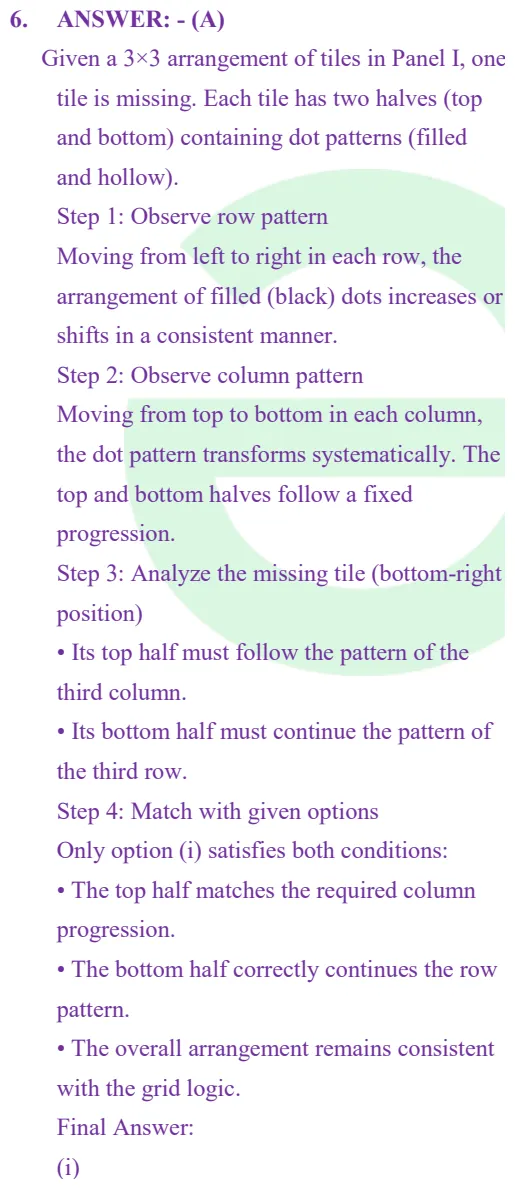 6. ANSWER: - (A)
Given a 3×3 arrangement of tiles in Panel I, one
tile is missing. Each tile has two halves (top
and bottom) containing dot patterns (filled
and hollow).
Step 1: Observe row pattern
Moving from left to right in each row, the
arrangement of filled (black) dots increases or
shifts in a consistent manner.
Step 2: Observe column pattern
Moving from top to bottom in each column,
the dot pattern transforms systematically. The
top and bottom halves follow a fixed
progression.
Step 3: Analyze the missing tile (bottom-right
position)
• Its top half must follow the pattern of the
third column.
• Its bottom half must continue the pattern of
the third row.
Step 4: Match with given options
Only option (i) satisfies both conditions:
• The top half matches the required column
progression.
• The bottom half correctly continues the row
pattern.
• The overall arrangement remains consistent
with the grid logic.
Final Answer:
(i)